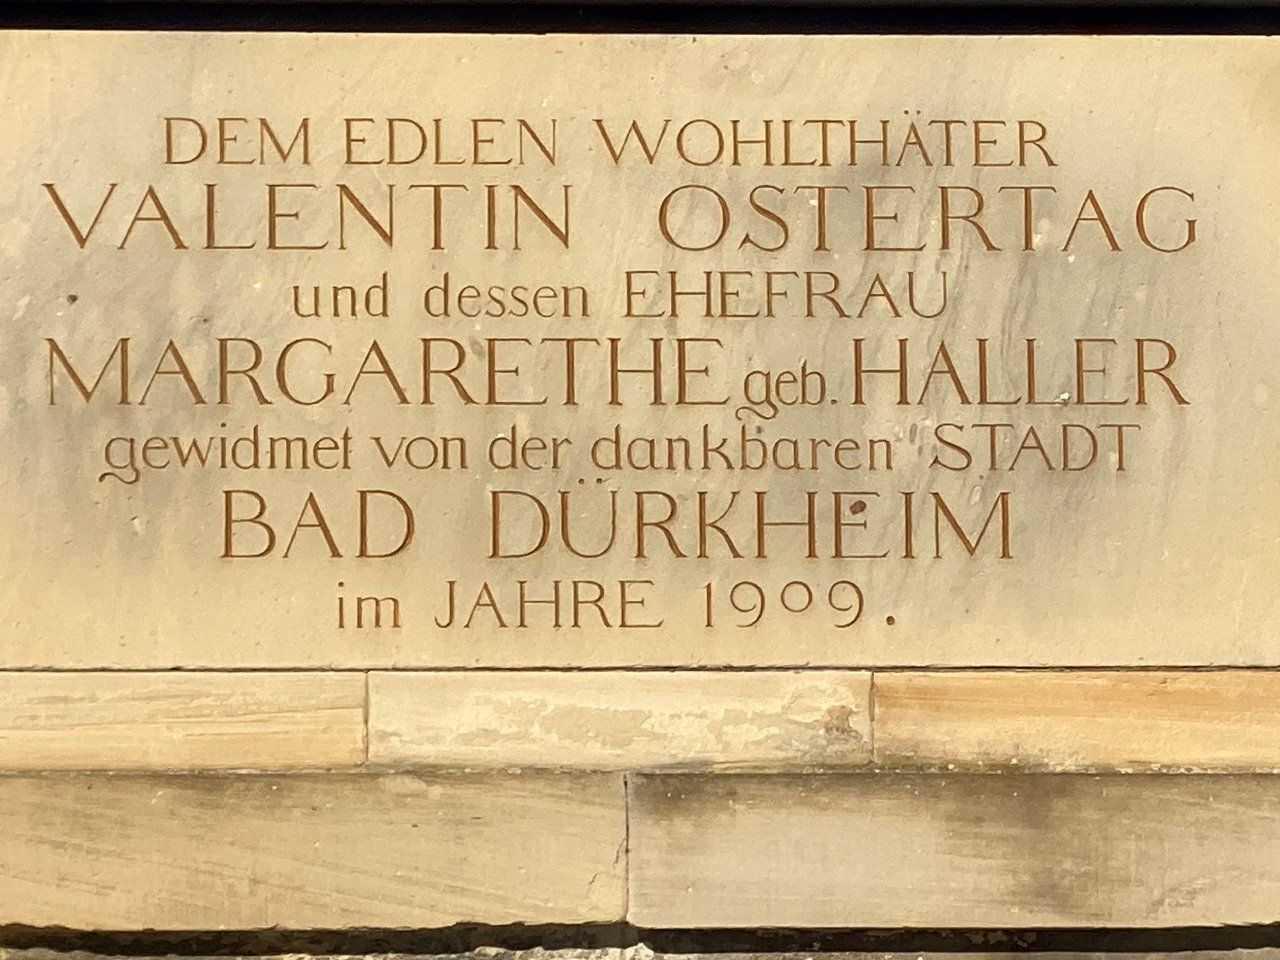 DEM EDLEN WOHLTHÄTER
VALENTIN OSTERTAG
und dessen EHEFRAU
MARGARETHE geb. HALLER
gewidmet von der dankbaren STADT
BAD DÜRKHEIM
im JAHRE 1909.